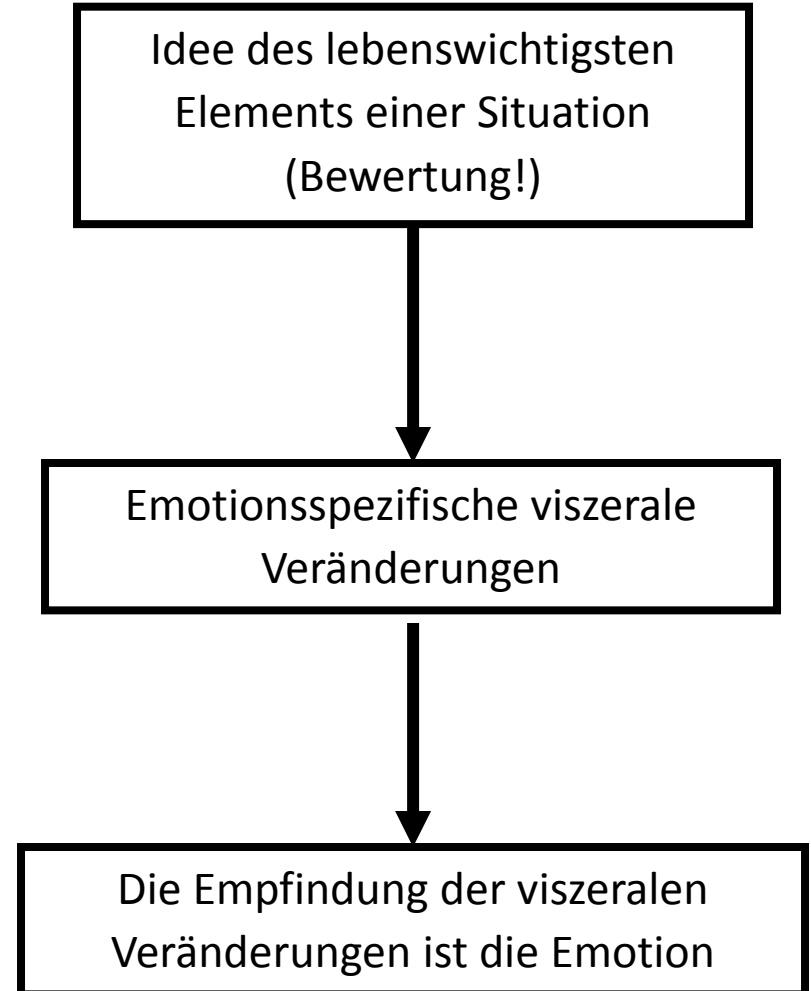 Idee des lebenswichtigsten
Elements einer Situation
(Bewertung!)
Emotionsspezifische viszerale
Veränderungen
Die Empfindung der viszeralen
Veränderungen ist die Emotion